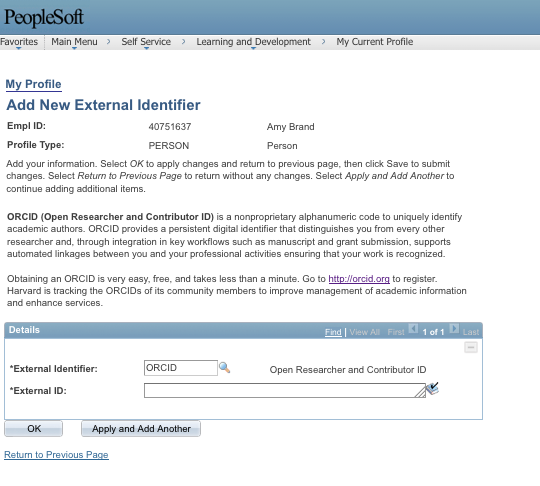 PeopleSoft
Favorites Main Menu > Self Service > Learning and Development > My Current Profile
My Profile
Add New External Identifier
Empl ID: 40751637 Amy Brand
Profile Type: PERSON Person
Add your information. Select OK to apply changes and return to previous page, then click Save to submit
changes. Select Return to Previous Page to return without any changes. Select Apply and Add Another to
continue adding additional items.
ORCID (Open Researcher and Contributor ID) is a nonproprietary alphanumeric code to uniquely identify
academic authors. ORCID provides a persistent digital identifier that distinguishes you from every other
researcher and, through integration in key workflows such as manuscript and grant submission, supports
automated linkages between you and your professional activities ensuring that your work is recognized.
Obtaining an ORCID is very easy, free, and takes less than a minute. Go to http://orcid.org to register.
Harvard is tracking the ORCIDs of its community members to improve management of academic information
and enhance services.
Details Find | View All First 1 of 1 Last
*External Identifier: ORCID Open Researcher and Contributor ID
*External ID:
OK Apply and Add Another
Return to Previous Page